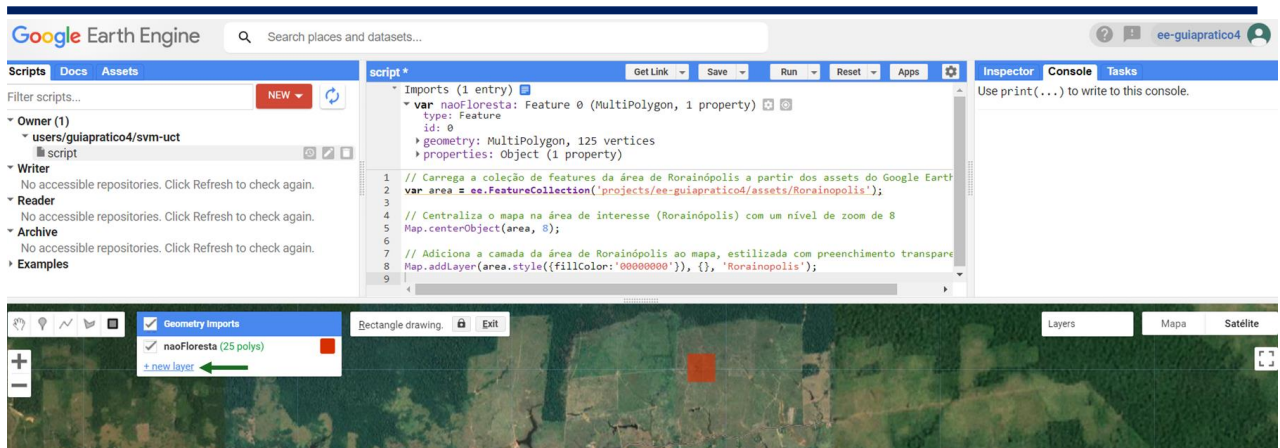 Google Earth Engine
Search places and datasets...
ee-guiapratico4
Scripts Docs Assets
Filter scripts...
NEW
Owner (1)
users/guiapratico4/svm-uct
script
Writer
No accessible repositories. Click Refresh to check again.
Reader
No accessible repositories. Click Refresh to check again.
Archive
No accessible repositories. Click Refresh to check again.
Examples
script *
Get Link Save Run Reset Apps
Imports (1 entry)
var naoFloresta: Feature 0 (MultiPolygon, 1 property)
type: Feature
id: 0
geometry: MultiPolygon, 125 vertices
properties: Object (1 property)
1 // Carrega a coleção de features da área de Rorainópolis a partir dos assets do Google Earth
2 var area = ee.FeatureCollection('projects/ee-guiapratico4/assets/Rorainopolis');
3
4 // Centraliza o mapa na área de interesse (Rorainópolis) com um nível de zoom de 8
5 Map.centerObject(area, 8);
6
7 // Adiciona a camada da área de Rorainópolis ao mapa, estilizada com preenchimento transpare
8 Map.addLayer(area.style({fillColor:'00000000'}), {}, 'Rorainopolis');
9
Inspector Console Tasks
Use print(...) to write to this console.
Geometry Imports
naoFloresta (25 polys)
+ new layer
Rectangle drawing. Exit
Layers
Mapa Satélite